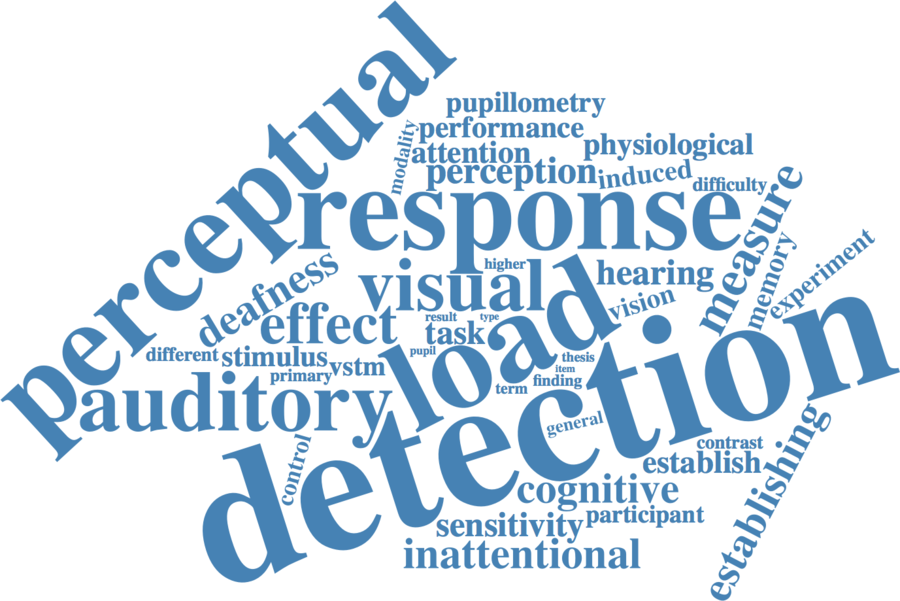 perceptual
pupillometry
performance
modality
attention
physiological
perception
induced
difficulty
response
measure
memory
experiment
higher
hearing
deafness
visual
load
vision
effect
result
type
task
pupil
different
stimulus
vstm
primary
thesis
item
finding
term
auditory
detection
general
control
contrast
establish
establishing
cognitive
participant
sensitivity
inattentional